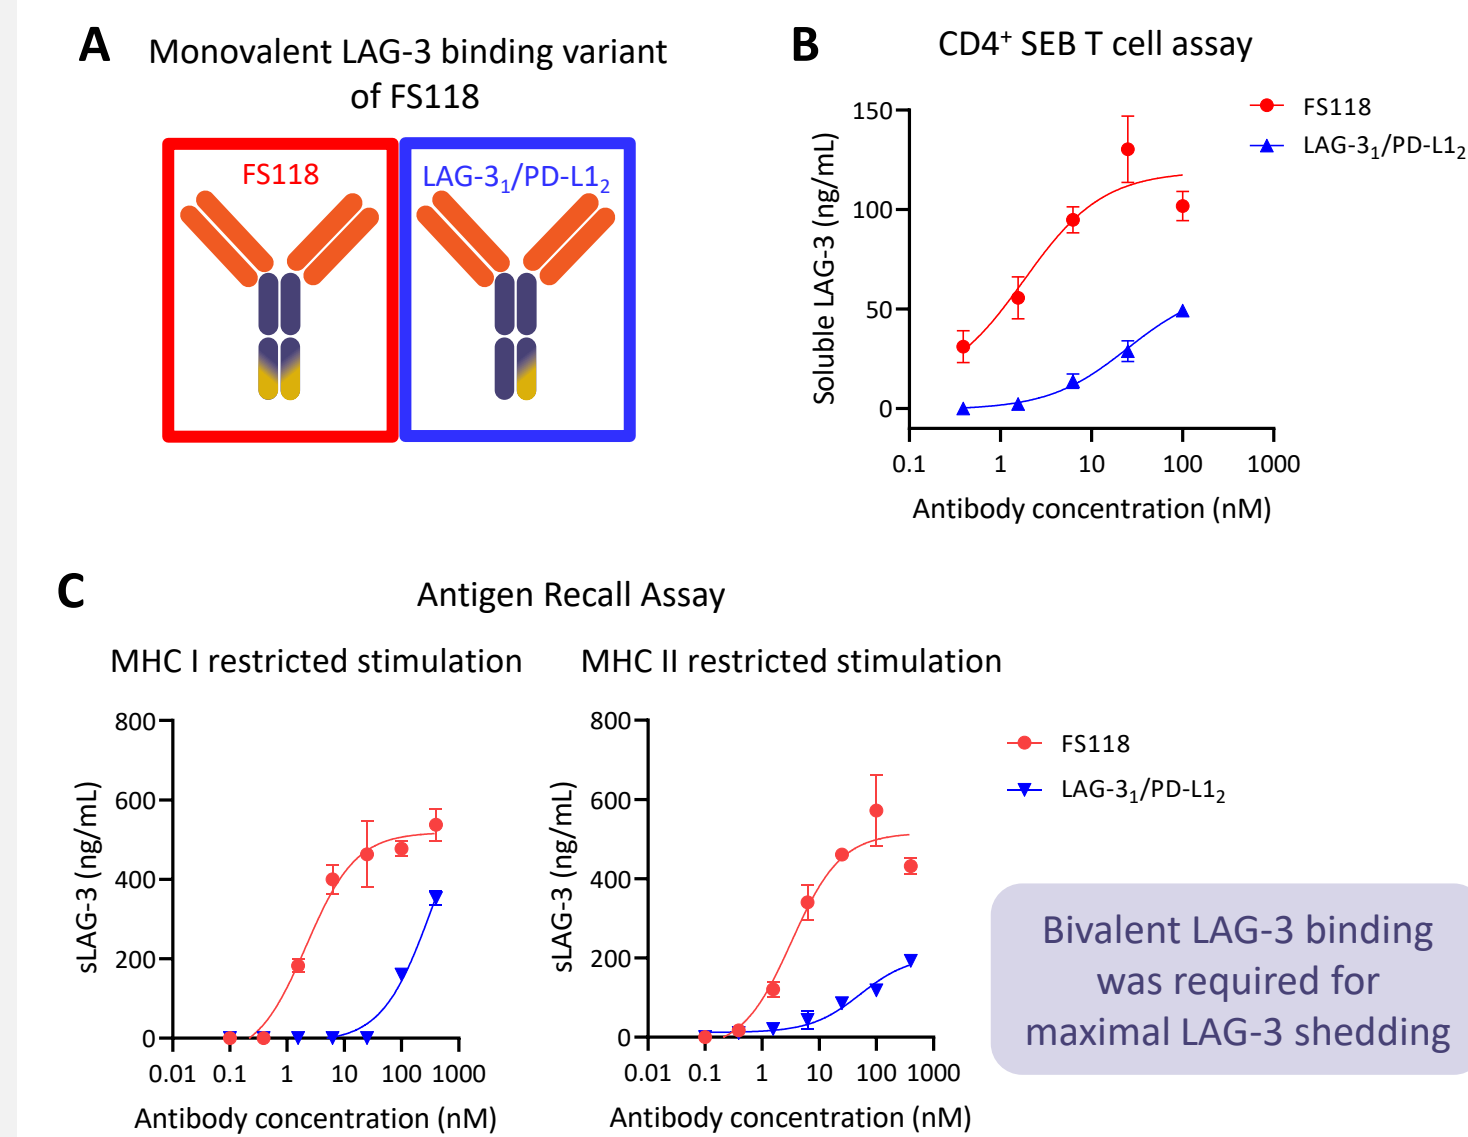 A
Monovalent LAG-3 binding variant
of FS118
FS118
LAG-3₁/PD-L1₂
B
CD4⁺ SEB T cell assay
Soluble LAG-3 (ng/mL)
150
100
50
0
0.1 1 10 100 1000
Antibody concentration (nM)
FS118
LAG-3₁/PD-L1₂
C
Antigen Recall Assay
MHC I restricted stimulation
sLAG-3 (ng/mL)
800
600
400
200
0
0.01 0.1 1 10 100 1000
Antibody concentration (nM)
MHC II restricted stimulation
sLAG-3 (ng/mL)
800
600
400
200
0
0.01 0.1 1 10 100 1000
Antibody concentration (nM)
FS118
LAG-3₁/PD-L1₂
Bivalent LAG-3 binding
was required for
maximal LAG-3 shedding